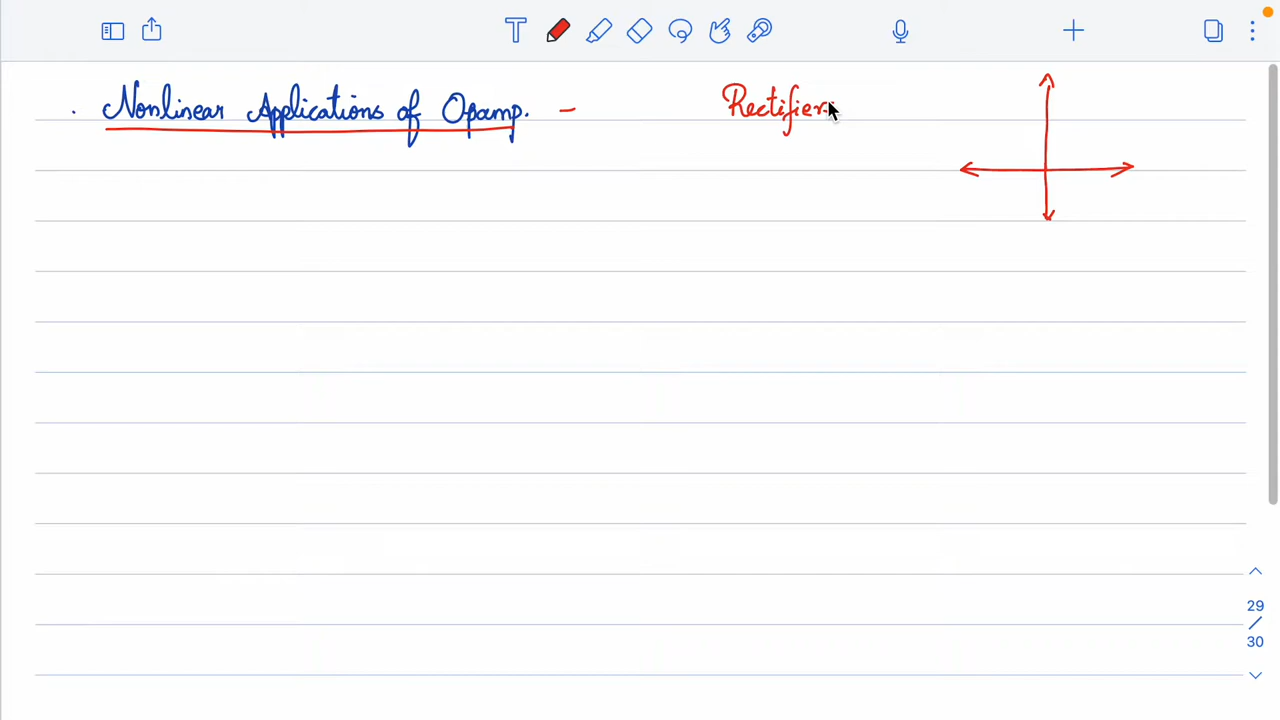 . Nonlinear Applications of Opamp. - Rectifier
T
29
/
30